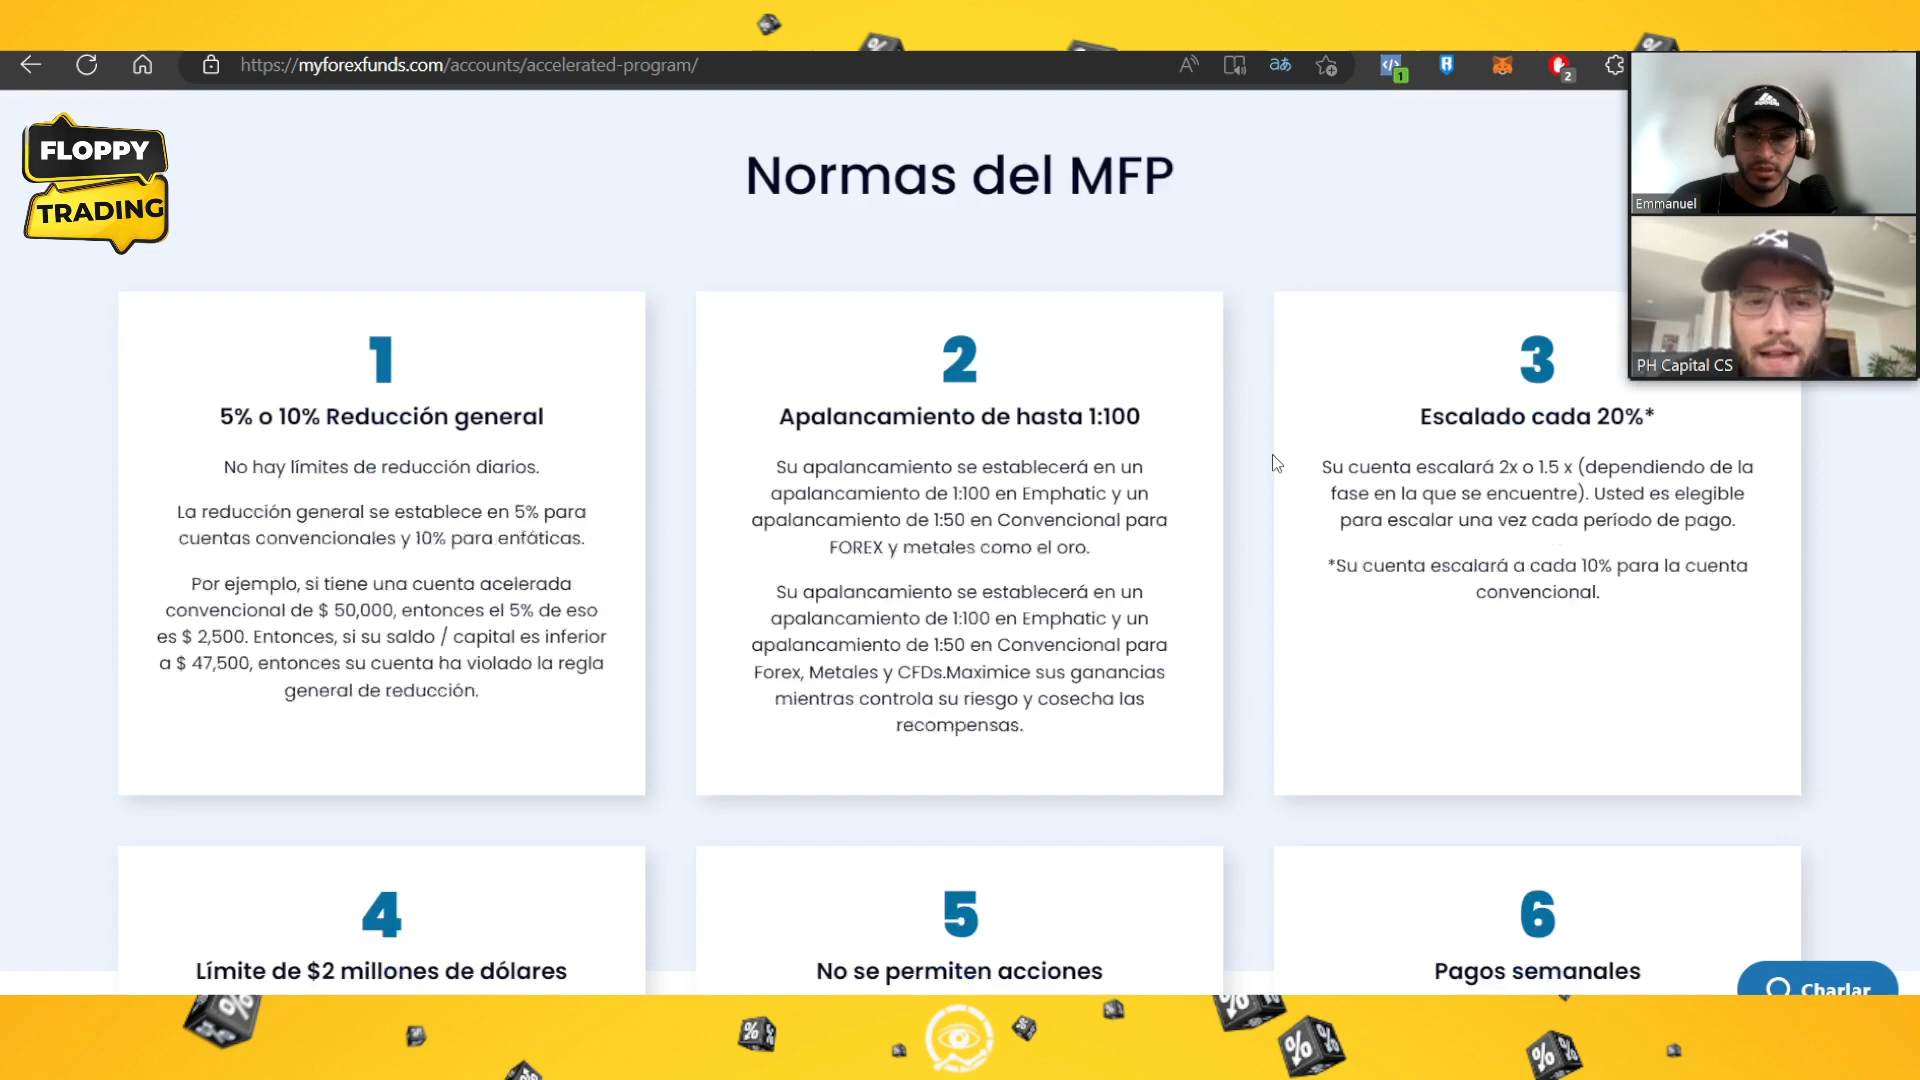 https://myforexfunds.com/accounts/accelerated-program/
1
2
FLOPPY
TRADING
Normas del MFP
Emmanuel
PH Capital CS
1
5% o 10% Reducción general
No hay límites de reducción diarios.
La reducción general se establece en 5% para
cuentas convencionales y 10% para enfáticas.
Por ejemplo, si tiene una cuenta acelerada
convencional de $ 50,000, entonces el 5% de eso
es $ 2,500. Entonces, si su saldo / capital es inferior
a $ 47,500, entonces su cuenta ha violado la regla
general de reducción.
2
Apalancamiento de hasta 1:100
Su apalancamiento se establecerá en un
apalancamiento de 1:100 en Emphatic y un
apalancamiento de 1:50 en Convencional para
FOREX y metales como el oro.
Su apalancamiento se establecerá en un
apalancamiento de 1:100 en Emphatic y un
apalancamiento de 1:50 en Convencional para
Forex, Metales y CFDs.Maximice sus ganancias
mientras controla su riesgo y cosecha las
recompensas.
3
Escalado cada 20%*
Su cuenta escalará 2x o 1.5 x (dependiendo de la
fase en la que se encuentre). Usted es elegible
para escalar una vez cada período de pago.
*Su cuenta escalará a cada 10% para la cuenta
convencional.
4
Límite de $2 millones de dólares
5
No se permiten acciones
6
Pagos semanales
Charlar